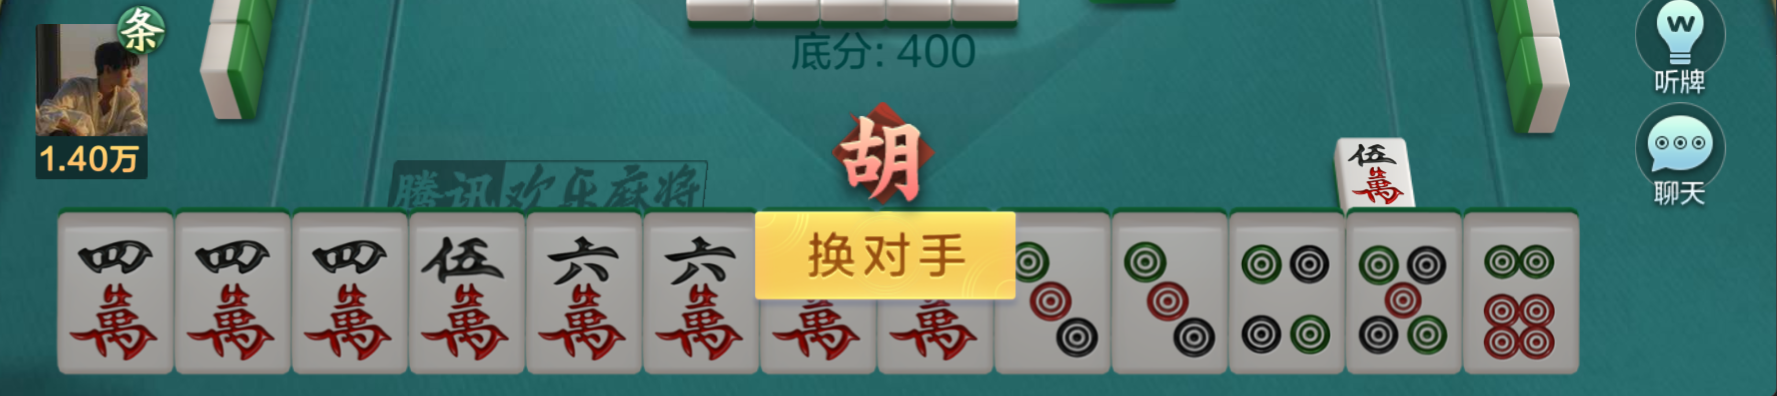 条
底分: 400
听牌
1.40万
胡
伍萬
聊天
腾讯欢乐麻将
换对手
四萬 四萬 四萬 伍萬 六萬 六萬 萬 萬